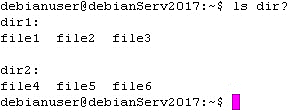 debianuser@debianServ2017:~$ ls dir?
dir1:
file1 file2 file3
dir2:
file4 file5 file6
debianuser@debianServ2017:~$